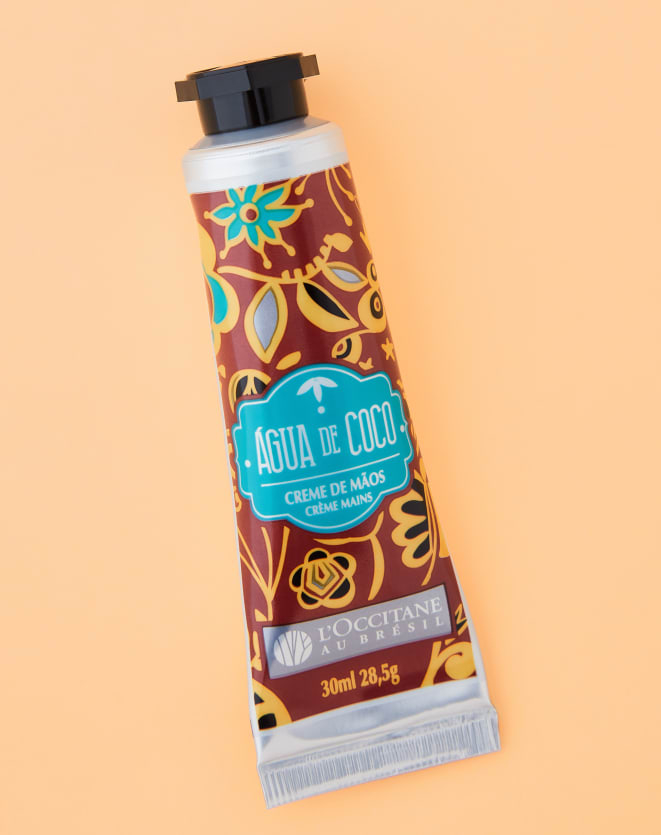 ÁGUA DE COCO
CREME DE MÃOS
CRÈME MAINS
L'OCCITANE
AU BRÉSIL
30ml 28,5g